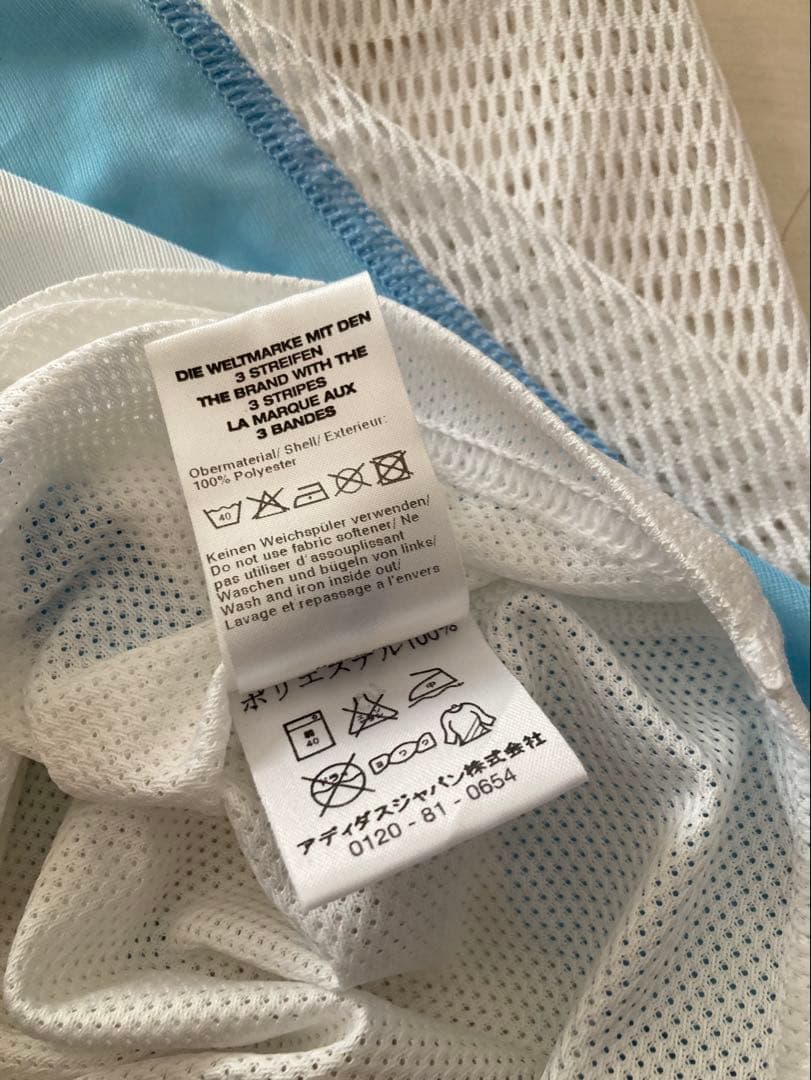 DIE WELTMARKE MIT DEN
3 STREIFEN
THE BRAND WITH THE
3 STRIPES
LA MARQUE AUX
3 BANDES
Obermaterial/ Shell/ Exterieur:
100% Polyester
40
Keinen Weichspüler verwenden/
Do not use fabric softener/ Ne
pas utiliser d'assouplissant
Waschen und bügeln von links/
Wash and iron inside out/
Lavage et repassage a l'envers
ポリエステル100%
中
40
アディダスジャパン株式会社
0120-81-0654